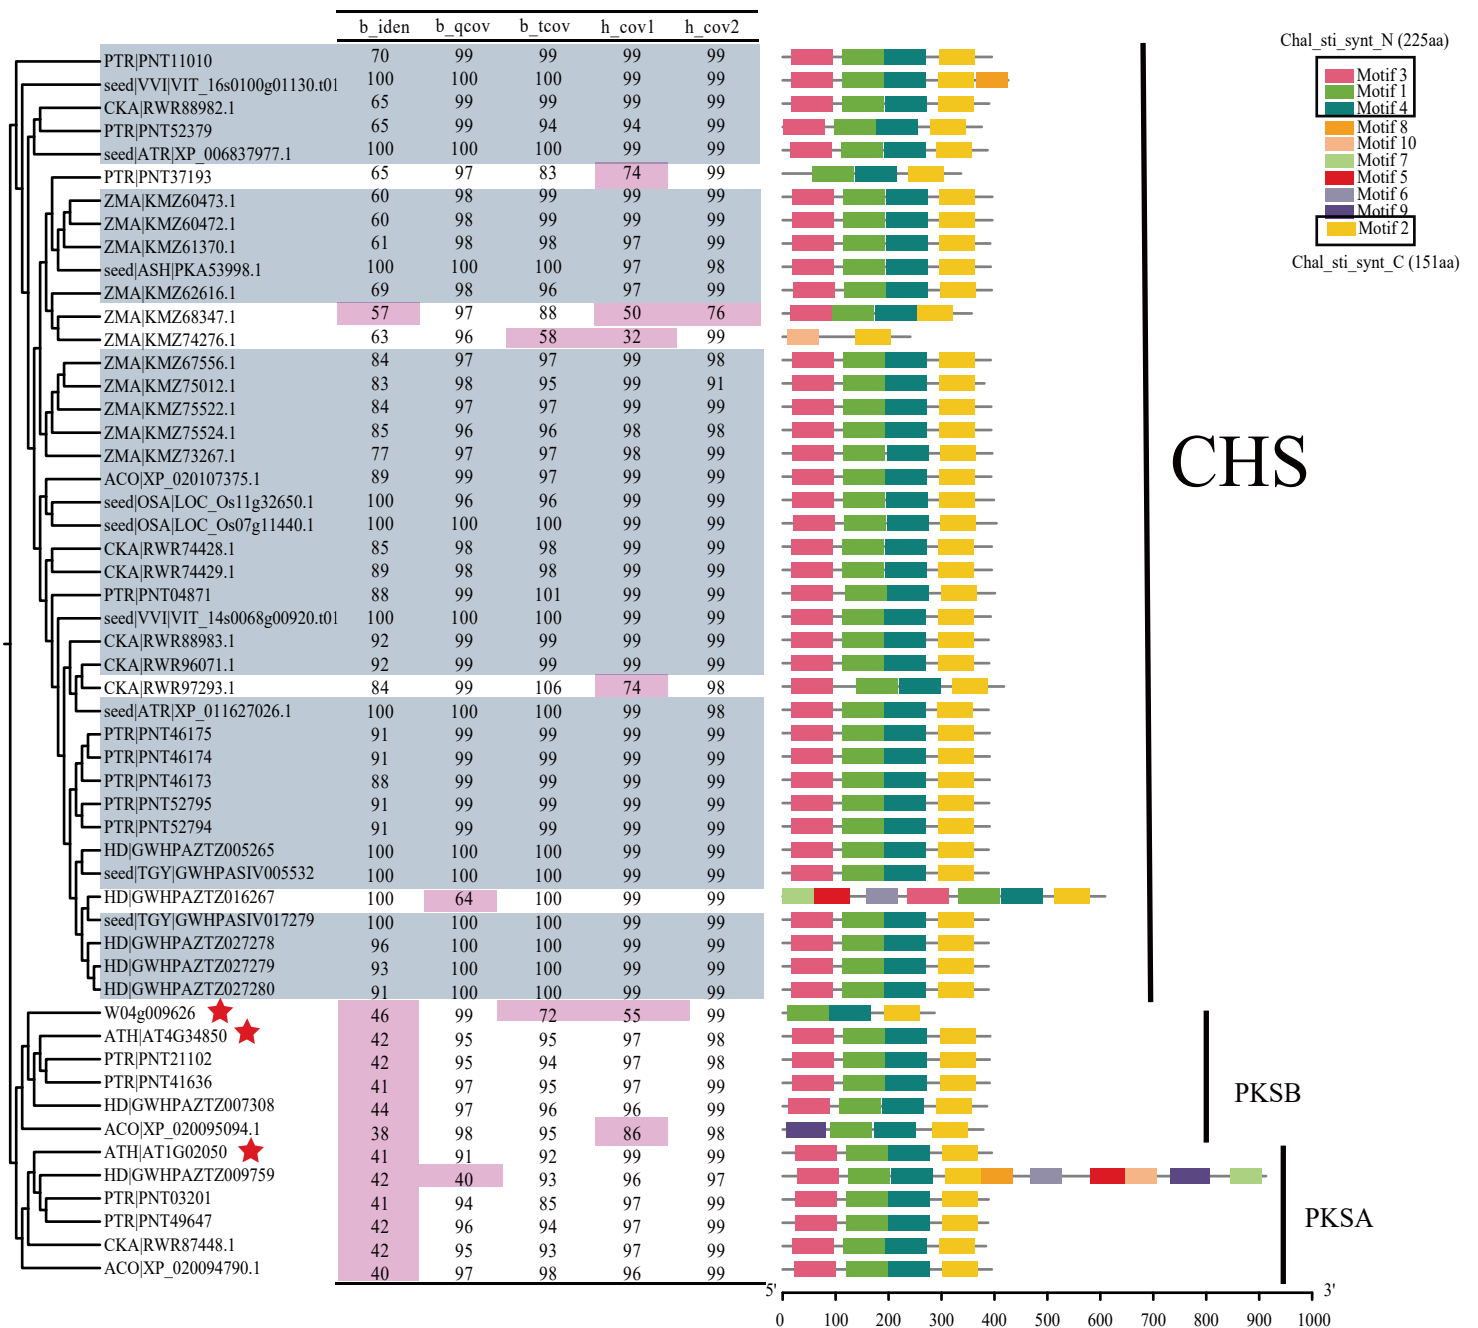 b_iden b_qcov b_tcov h_cov1 h_cov2
PTR|PNT11010 70 99 99 99 99
seed|VVI|VIT_16s0100g01130.t01 100 100 100 99 99
CKA|RWR88982.1 65 99 99 99 99
PTR|PNT52379 65 99 94 94 99
seed|ATR|XP_006837977.1 100 100 100 99 99
PTR|PNT37193 65 97 83 74 99
ZMA|KMZ60473.1 60 98 99 99 99
ZMA|KMZ60472.1 60 98 99 99 99
ZMA|KMZ61370.1 61 98 98 97 99
seed|ASH|PKA53998.1 100 100 100 97 98
ZMA|KMZ62616.1 69 98 96 97 99
ZMA|KMZ68347.1 57 97 88 50 76
ZMA|KMZ74276.1 63 96 58 32 99
ZMA|KMZ67556.1 84 97 97 99 98
ZMA|KMZ75012.1 83 98 95 99 91
ZMA|KMZ75522.1 84 97 97 99 99
ZMA|KMZ75524.1 85 96 96 98 98
ZMA|KMZ73267.1 77 97 97 98 99
ACO|XP_020107375.1 89 99 97 99 99
seed|OSA|LOC_Os11g32650.1 100 96 96 99 99
seed|OSA|LOC_Os07g11440.1 100 100 100 99 99
CKA|RWR74428.1 85 98 98 99 99
CKA|RWR74429.1 89 98 98 99 99
PTR|PNT04871 88 99 101 99 99
seed|VVI|VIT_14s0068g00920.t01 100 100 100 99 99
CKA|RWR88983.1 92 99 99 99 99
CKA|RWR96071.1 92 99 99 99 99
CKA|RWR97293.1 84 99 106 74 98
seed|ATR|XP_011627026.1 100 100 100 99 98
PTR|PNT46175 91 99 99 99 99
PTR|PNT46174 91 99 99 99 99
PTR|PNT46173 88 99 99 99 99
PTR|PNT52795 91 99 99 99 99
PTR|PNT52794 91 99 99 99 99
HD|GWHPAZTZ005265 100 100 100 99 99
seed|TGY|GWHPASIV005532 100 100 100 99 99
HD|GWHPAZTZ016267 100 64 100 99 99
seed|TGY|GWHPASIV017279 100 100 100 99 99
HD|GWHPAZTZ027278 96 100 100 99 99
HD|GWHPAZTZ027279 93 100 100 99 99
HD|GWHPAZTZ027280 91 100 100 99 99
W04g009626 46 99 72 55 99
ATH|AT4G34850 42 95 95 97 98
PTR|PNT21102 42 95 94 97 98
PTR|PNT41636 41 97 95 97 99
HD|GWHPAZTZ007308 44 97 96 96 99
ACO|XP_020095094.1 38 98 95 86 98
ATH|AT1G02050 41 91 92 99 99
HD|GWHPAZTZ009759 42 40 93 96 97
PTR|PNT03201 41 94 85 97 99
PTR|PNT49647 42 96 94 97 99
CKA|RWR87448.1 42 95 93 97 99
ACO|XP_020094790.1 40 97 98 96 99
5' 3'
0 100 200 300 400 500 600 700 800 900 1000
CHS
PKSB
PKSA
Chal_sti_synt_N (225aa)
Motif 3
Motif 1
Motif 4
Motif 8
Motif 10
Motif 7
Motif 5
Motif 6
Motif 9
Motif 2
Chal_sti_synt_C (151aa)